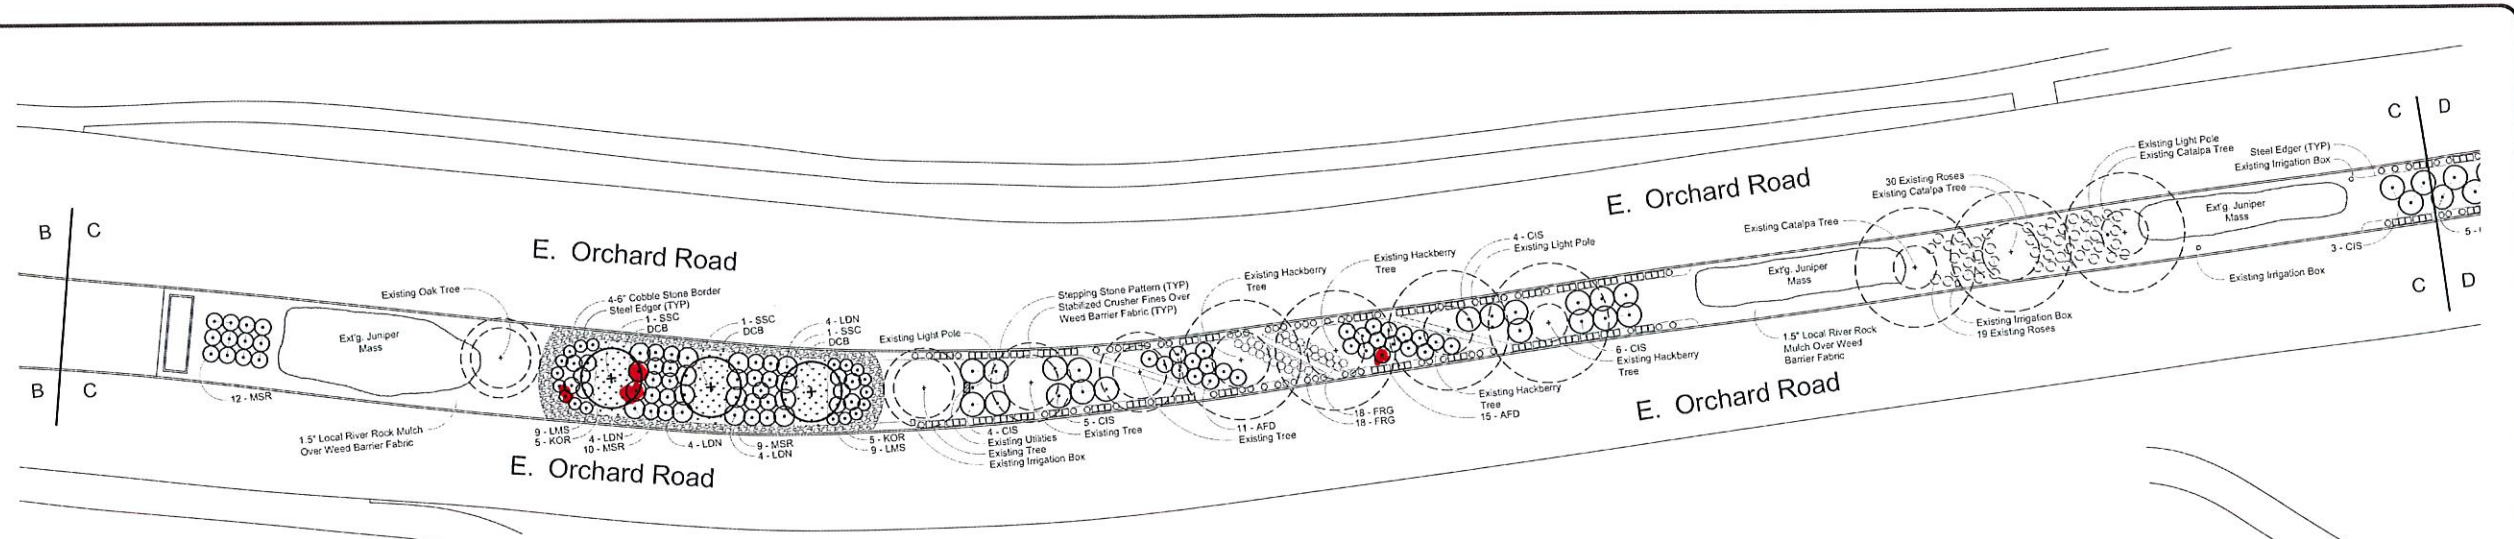 B
C
B
C
12 - MSR
Ext'g. Juniper
Mass
Existing Oak Tree
1.5" Local River Rock Mulch
Over Weed Barrier Fabric
E. Orchard Road
4-6" Cobble Stone Border
Steel Edger (TYP)
1 - SSC
DCB
1 - SSC
DCB
4 - LDN
1 - SSC
DCB
9 - LMS
5 - KOR
4 - LDN
10 - MSR
4 - LDN
9 - MSR
4 - LDN
5 - KOR
9 - LMS
E. Orchard Road
Existing Light Pole
Stepping Stone Pattern (TYP)
Stabilized Crusher Fines Over
Weed Barrier Fabric (TYP)
4 - CIS
Existing Utilities
Existing Tree
Existing Irrigation Box
5 - CIS
Existing Tree
11 - AFD
Existing Tree
Existing Hackberry
Tree
Existing Hackberry
Tree
18 - FRG
18 - FRG
4 - CIS
Existing Light Pole
Existing Hackberry
Tree
15 - AFD
6 - CIS
Existing Hackberry
Tree
E. Orchard Road
E. Orchard Road
Existing Catalpa Tree
Ext'g. Juniper
Mass
1.5" Local River Rock
Mulch Over Weed
Barrier Fabric
30 Existing Roses
Existing Catalpa Tree
Existing Irrigation Box
19 Existing Roses
Existing Light Pole
Existing Catalpa Tree
Steel Edger (TYP)
Existing Irrigation Box
Ext'g. Juniper
Mass
Existing Irrigation Box
3 - CIS
5 -
C
D
C
D